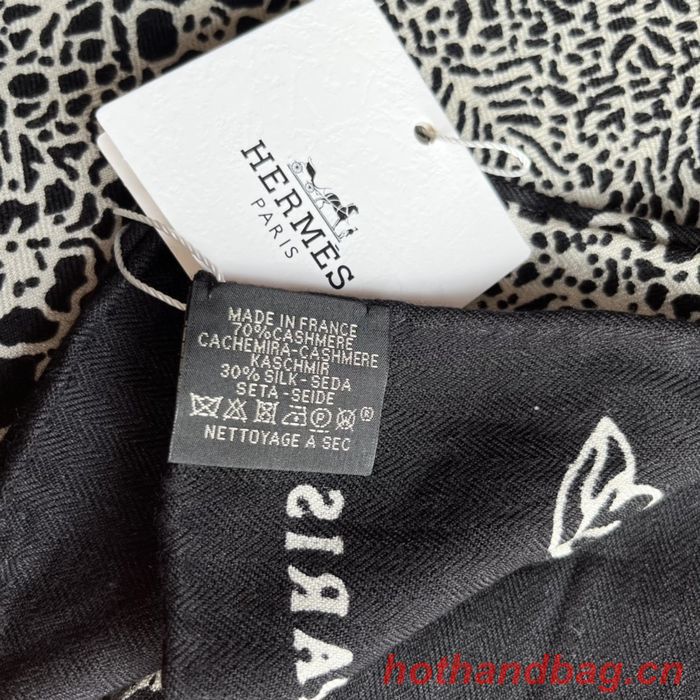 HERMES
PARIS
MADE IN FRANCE
70%CASHMERE
CACHEMIRA-CASHMERE
KASCHMIR
30% SILK-SEDA
SETA-SEIDE
®
NETTOYAGE A SEC
ARIS
hothandbag.cn